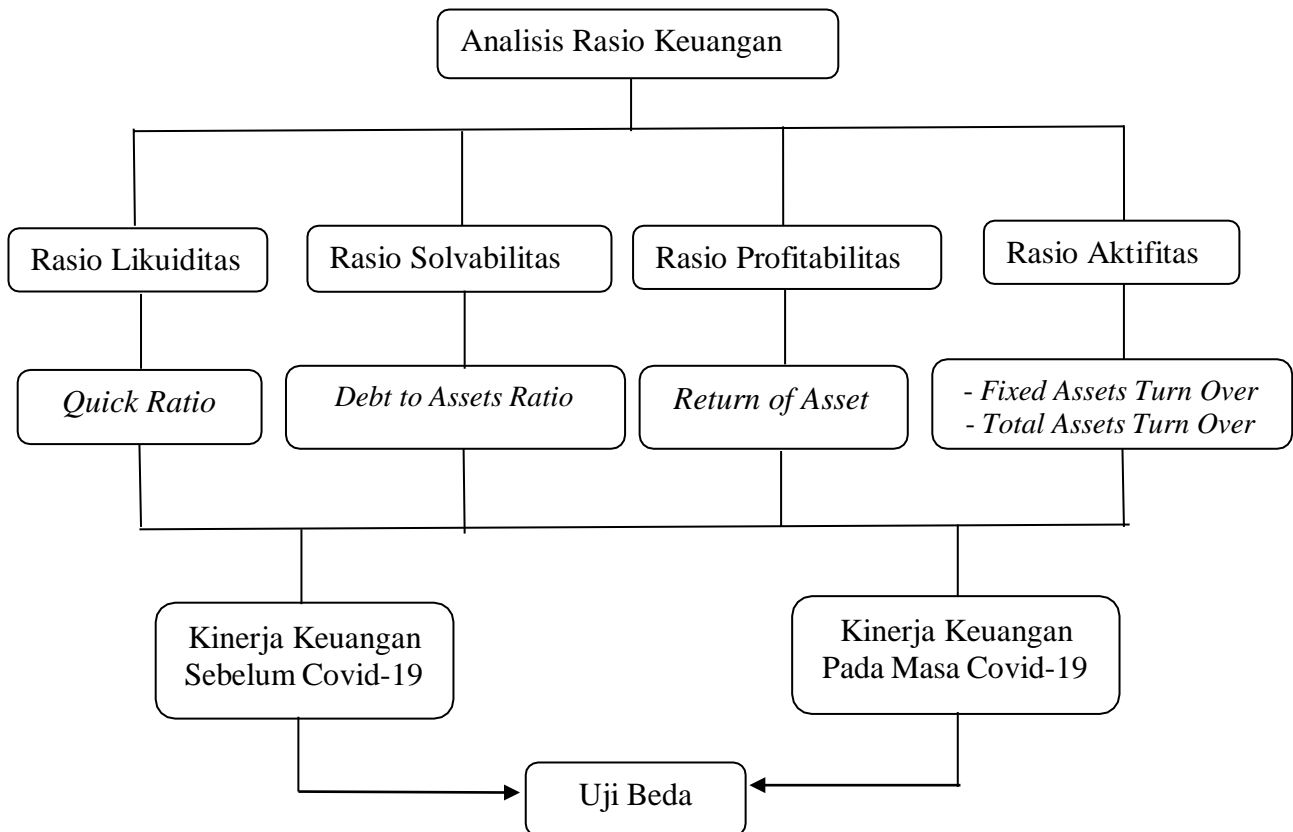 Analisis Rasio Keuangan
Rasio Likuiditas
Rasio Solvabilitas
Rasio Profitabilitas
Rasio Aktifitas
Quick Ratio
Debt to Assets Ratio
Return of Asset
- Fixed Assets Turn Over
- Total Assets Turn Over
Kinerja Keuangan
Sebelum Covid-19
Kinerja Keuangan
Pada Masa Covid-19
Uji Beda